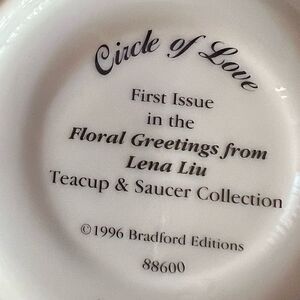 Circle of Love
First Issue
in the
Floral Greetings from
Lena Liu
Teacup & Saucer Collection
©1996 Bradford Editions
88600